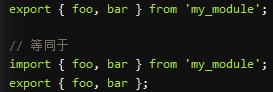 export { foo, bar } from 'my_module';
// 等同于
import { foo, bar } from 'my_module';
export { foo, bar };